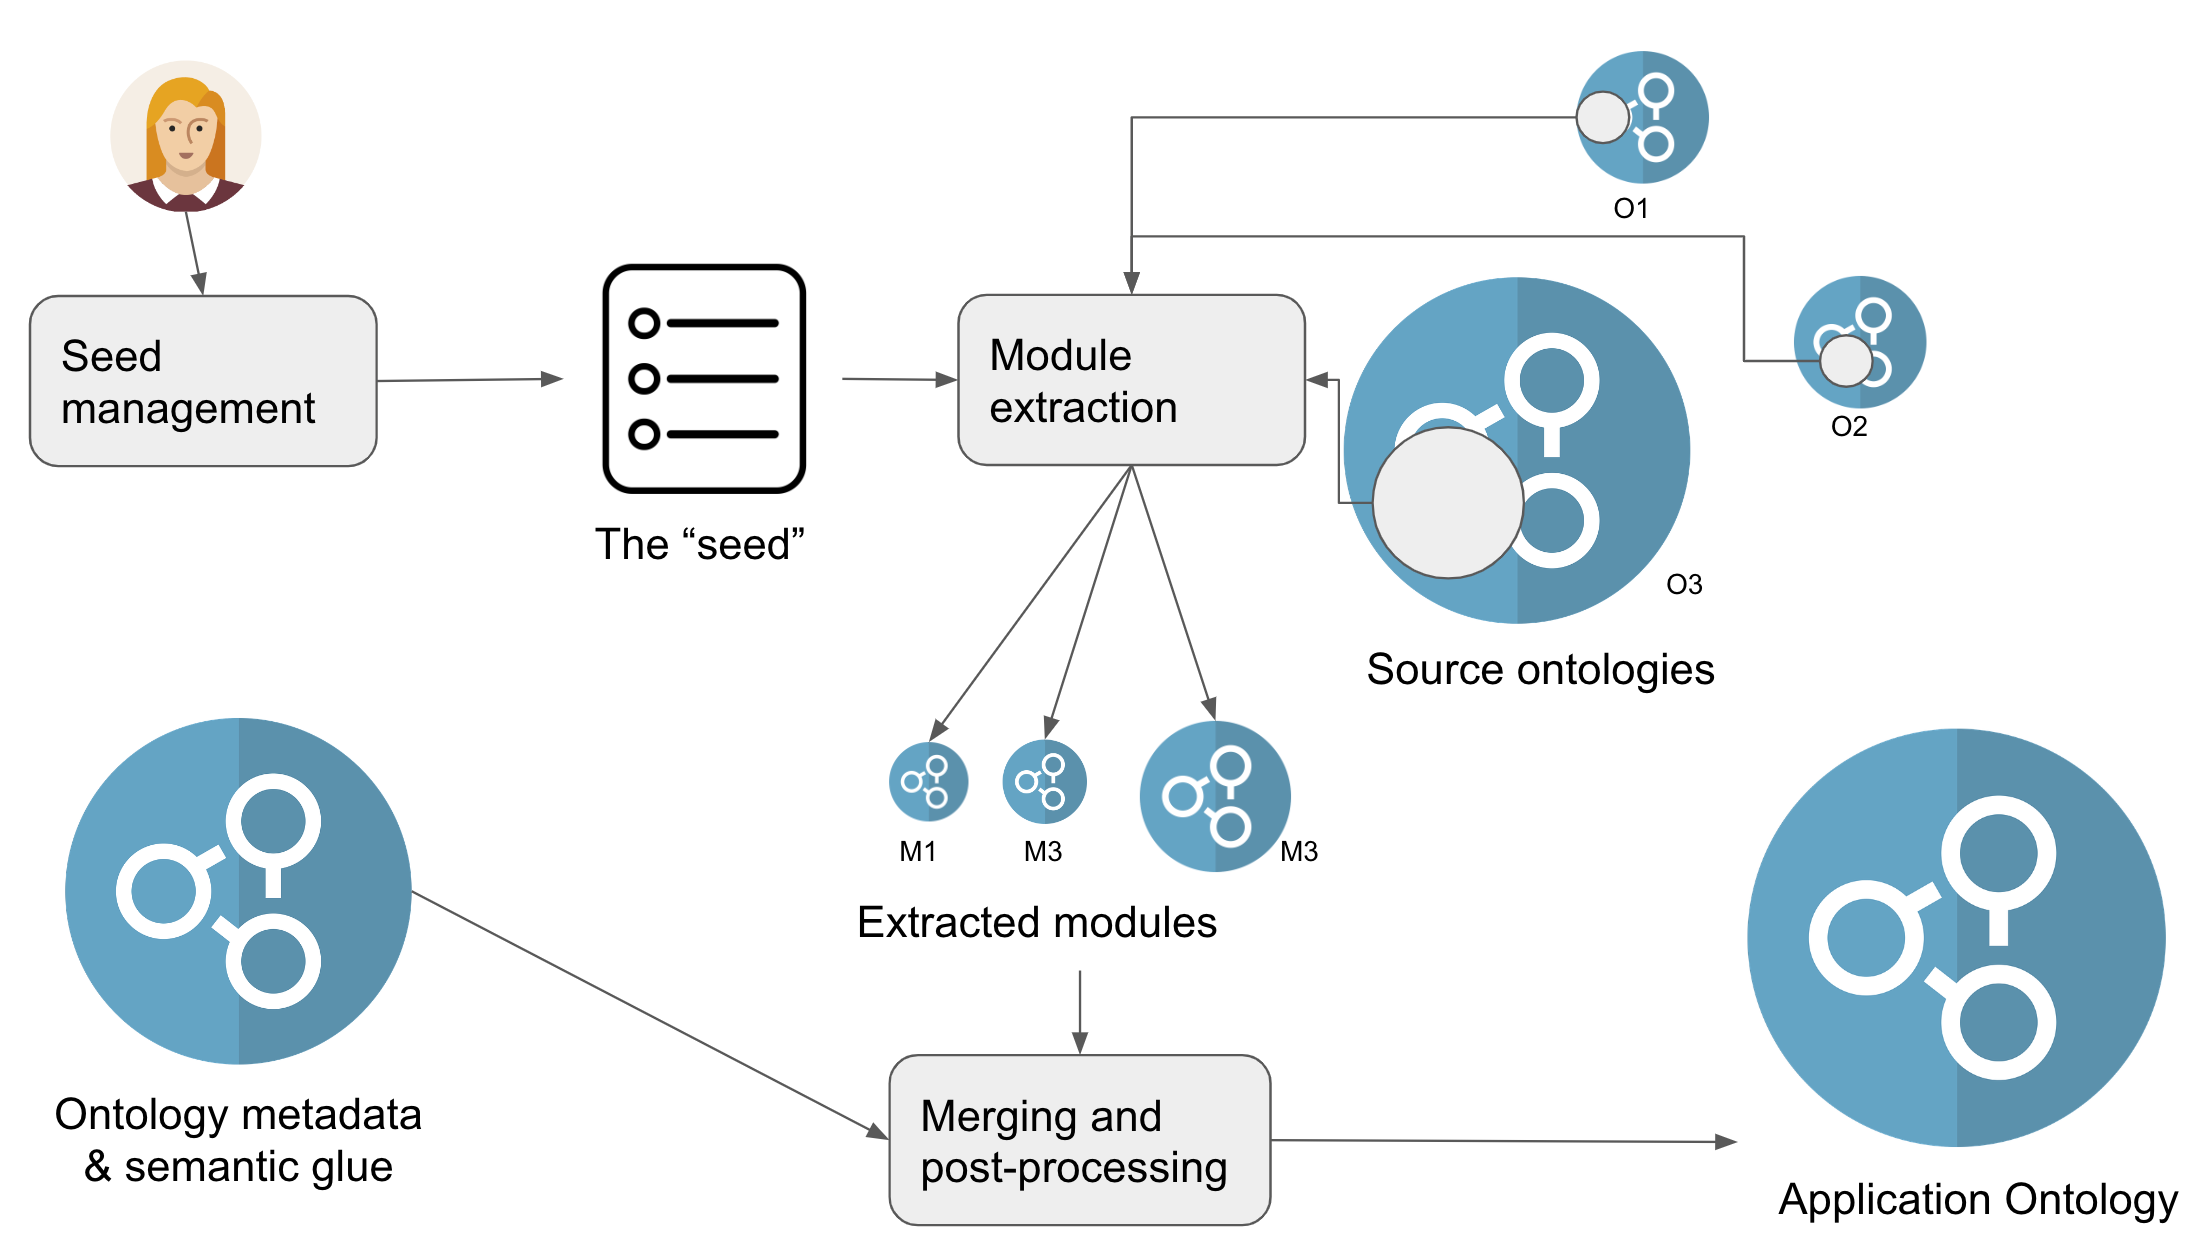 O1
Seed
management
The “seed”
Module
extraction
O2
O3
Source ontologies
M1
M3
M3
Extracted modules
Ontology metadata
& semantic glue
Merging and
post-processing
Application Ontology